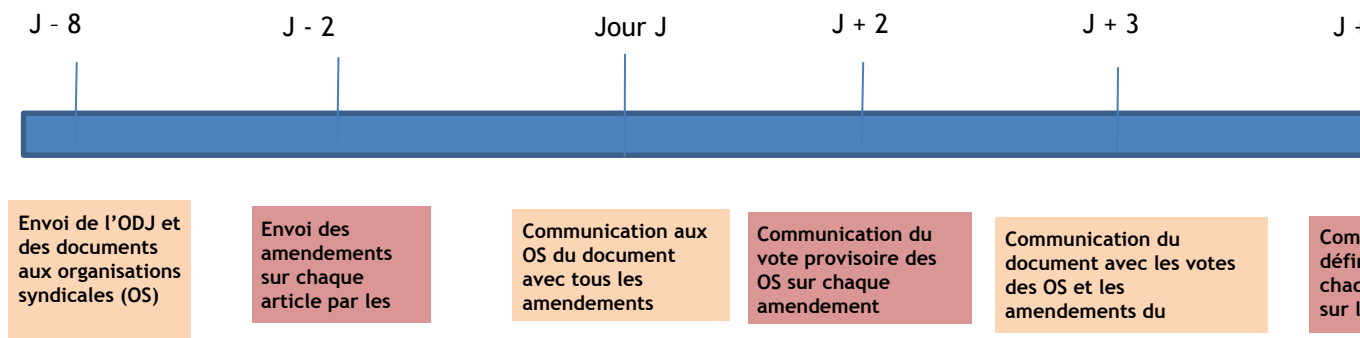 J – 8
J - 2
Jour J
J + 2
J + 3
J
Envoi de l’ODJ et
des documents
aux organisations
syndicales (OS)
Envoi des
amendements
sur chaque
article par les
Communication aux
OS du document
avec tous les
amendements
Communication du
vote provisoire des
OS sur chaque
amendement
Communication du
document avec les votes
des OS et les
amendements du
sur